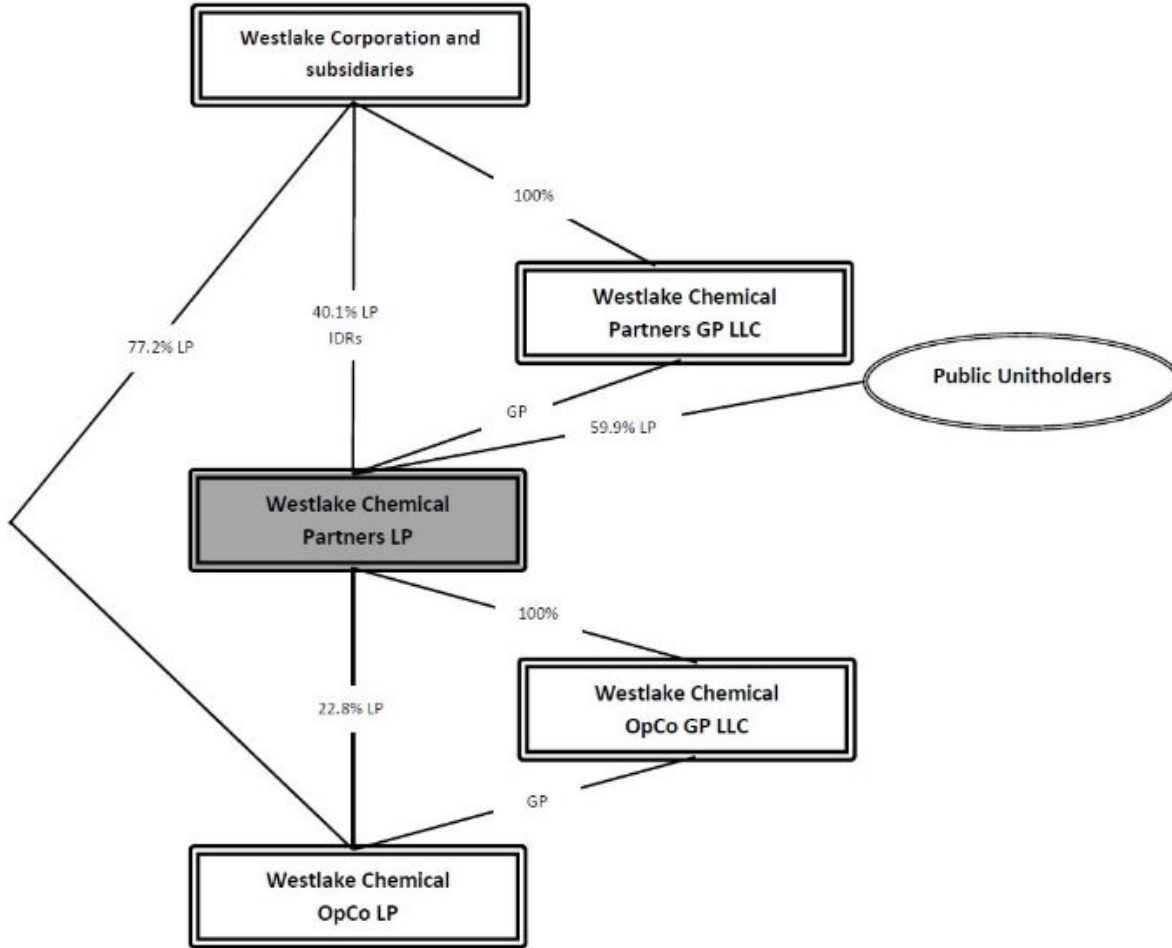 Westlake Corporation and
subsidiaries
100%
Westlake Chemical
Partners GP LLC
40.1% LP
IDRs
77.2% LP
Public Unitholders
GP
59.9% LP
Westlake Chemical
Partners LP
100%
Westlake Chemical
OpCo GP LLC
22.8% LP
GP
Westlake Chemical
OpCo LP